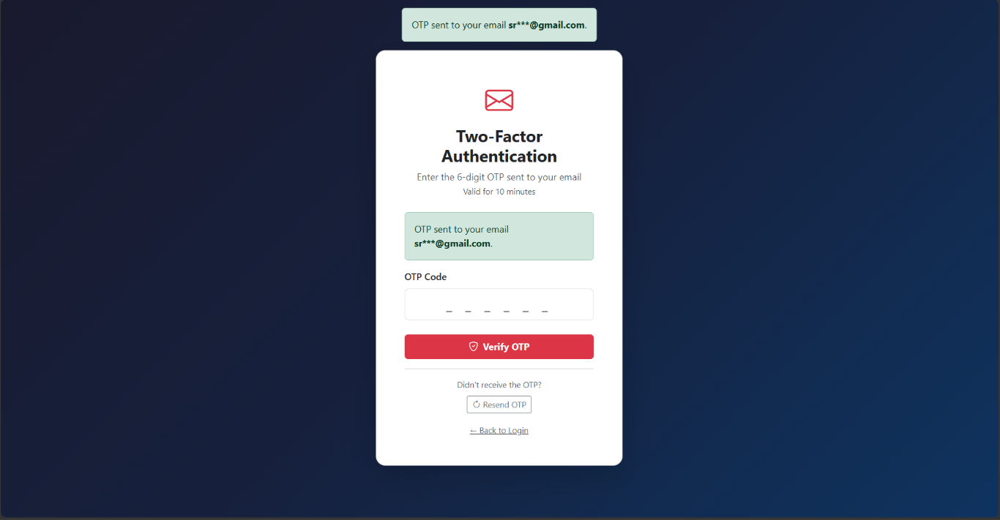 OTP sent to your email sr***@gmail.com.
Two-Factor
Authentication
Enter the 6-digit OTP sent to your email
Valid for 10 minutes
OTP sent to your email
sr***@gmail.com.
OTP Code
_ _ _ _ _ _
Verify OTP
Didn't receive the OTP?
Resend OTP
← Back to Login